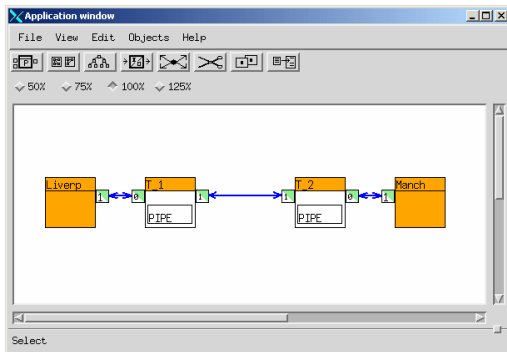 Application window
File View Edit Objects Help
P
50% 75% 100% 125%
Liverp T_1 T_2 Manch
1 0 1 1 0 1
PIPE PIPE
Select